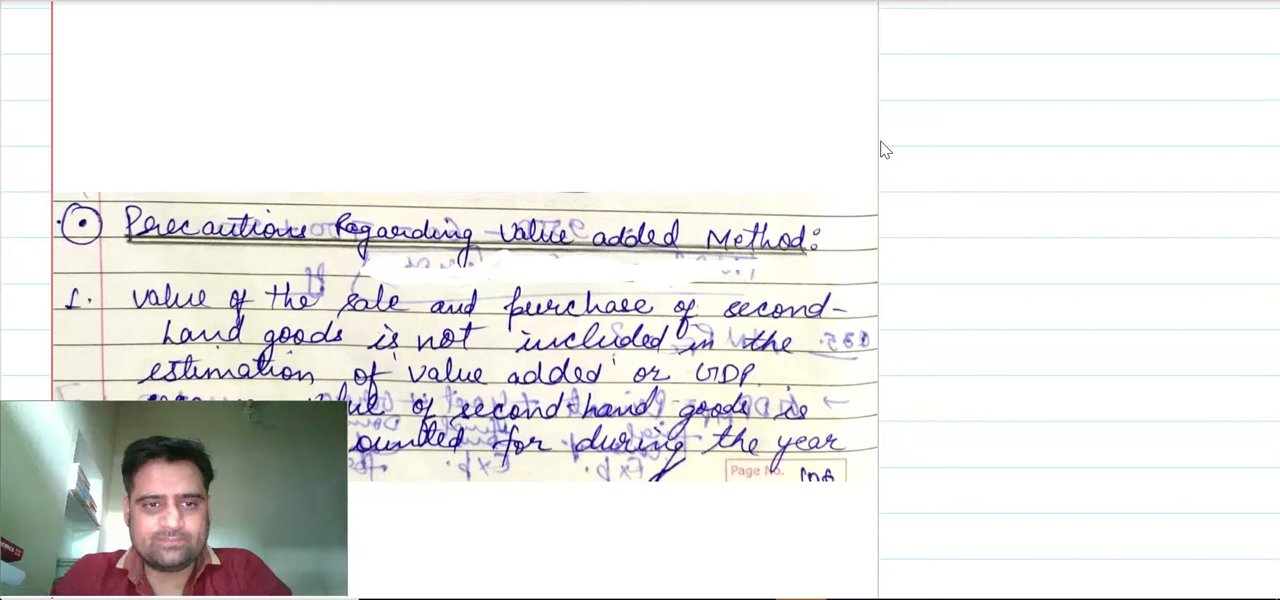 Precautions Regarding Value added Method:
1. Value of the sale and purchase of second-
hand goods is not included in the
estimation of 'value added' or GDP.
of second-hand goods is
ounted for during the year
Page No.